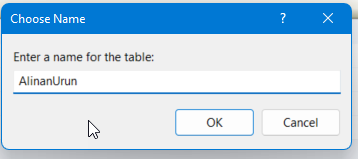 Choose Name
Enter a name for the table:
AlinanUrun
OK Cancel